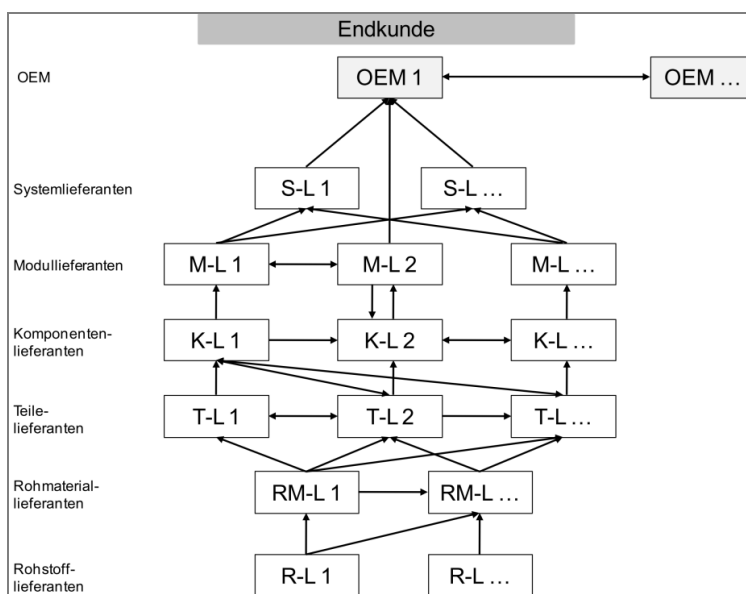 Endkunde
OEM
OEM 1
OEM ...
Systemlieferanten
S-L 1
S-L ...
Modullieferanten
M-L 1
M-L 2
M-L ...
Komponenten-
lieferanten
K-L 1
K-L 2
K-L ...
Teile-
lieferanten
T-L 1
T-L 2
T-L ...
Rohmaterial-
lieferanten
RM-L 1
RM-L ...
Rohstoff-
lieferanten
R-L 1
R-L ...